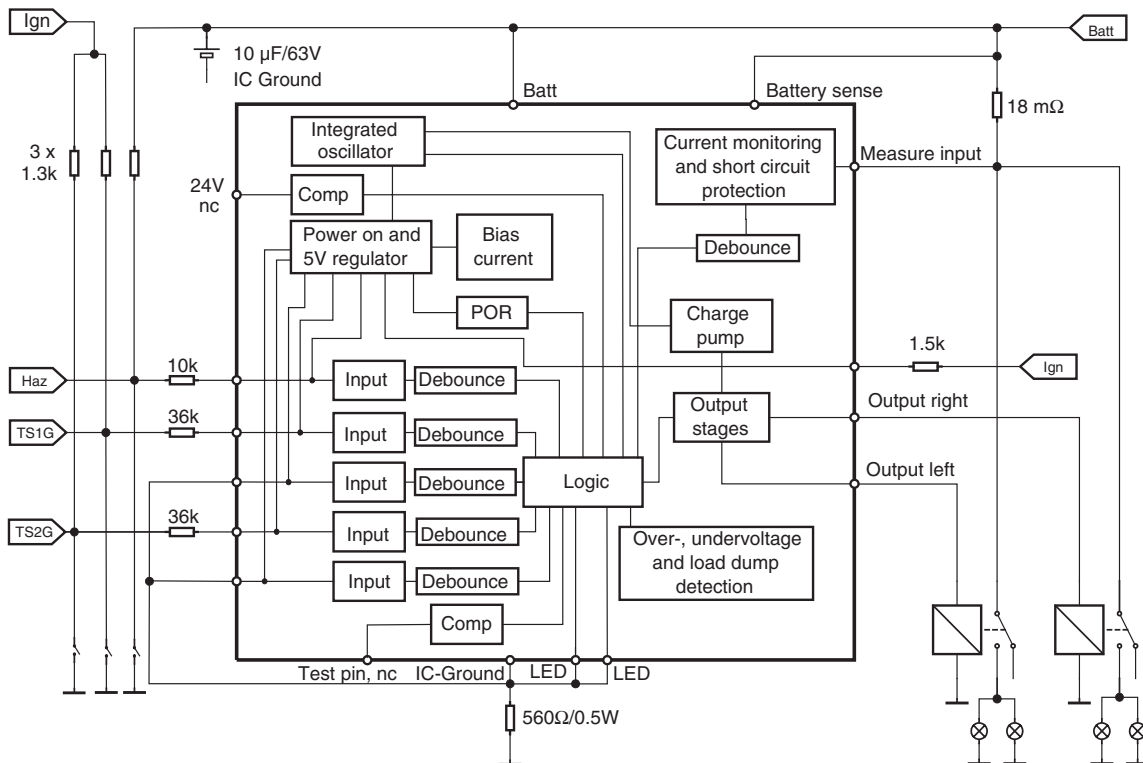 Ign
10 µF/63V
IC Ground
Batt
Batt
Battery sense
18 mΩ
3 x
1.3k
Integrated
oscillator
Current monitoring
and short circuit
protection
Measure input
24V
nc
Comp
Power on and
5V regulator
Bias
current
Debounce
POR
Charge
pump
1.5k
Ign
Haz
10k
Input
Debounce
Output right
TS1G
36k
Input
Debounce
Output
stages
Output left
Input
Debounce
Logic
TS2G
36k
Input
Debounce
Over-, undervoltage
and load dump
detection
Input
Debounce
Comp
Test pin, nc
IC-Ground
LED
LED
560Ω/0.5W